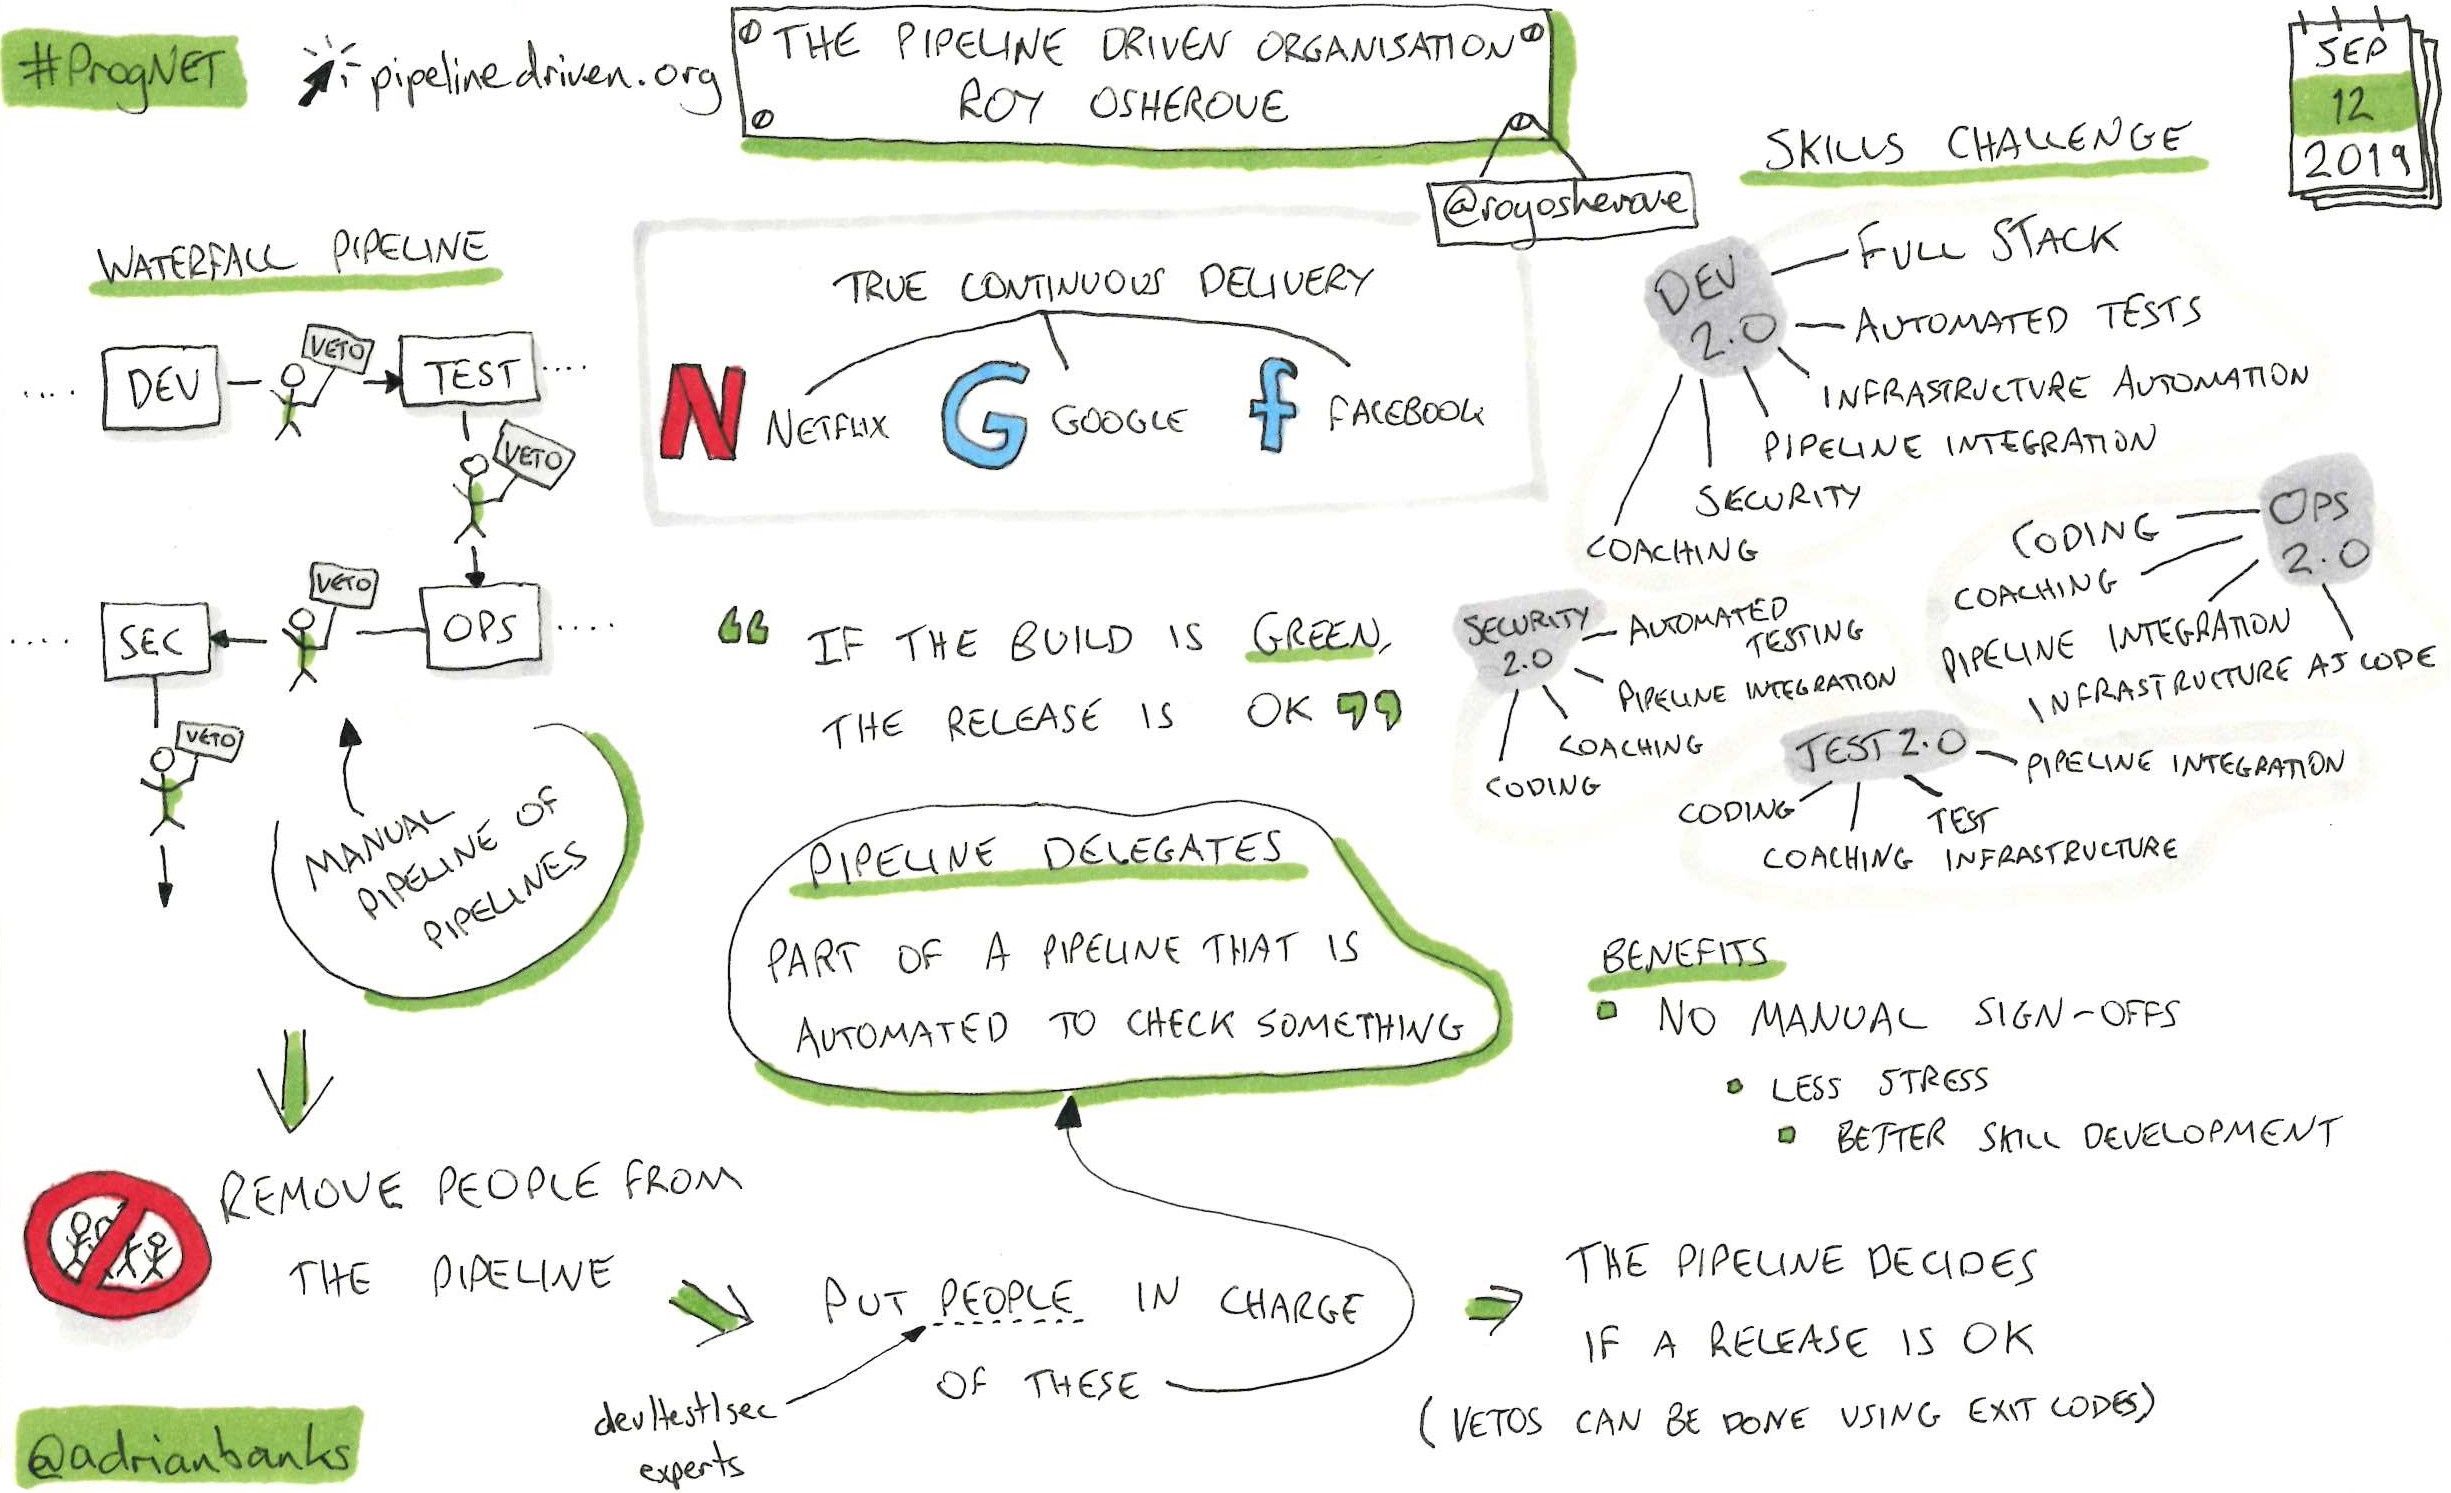 #ProgNET
pipelinedriven.org
THE PIPELINE DRIVEN ORGANISATION
ROY OSHEROVE
@royosherove
SEP
12
2019
WATERFALL PIPELINE
DEV
VETO
TEST
VETO
OPS
VETO
SEC
VETO
MANUAL
PIPELINE OF
PIPELINES
TRUE CONTINUOUS DELIVERY
N NETFLIX
G GOOGLE
f FACEBOOK
“ IF THE BUILD IS GREEN,
THE RELEASE IS OK ”
PIPELINE DELEGATES
PART OF A PIPELINE THAT IS
AUTOMATED TO CHECK SOMETHING
SKILLS CHALLENGE
DEV
2.0
FULL STACK
AUTOMATED TESTS
INFRASTRUCTURE AUTOMATION
PIPELINE INTEGRATION
SECURITY
COACHING
OPS
2.0
CODING
COACHING
PIPELINE INTEGRATION
INFRASTRUCTURE AS CODE
SECURITY
2.0
AUTOMATED
TESTING
PIPELINE INTEGRATION
COACHING
CODING
TEST 2.0
PIPELINE INTEGRATION
CODING
COACHING
TEST
INFRASTRUCTURE
BENEFITS
NO MANUAL SIGN-OFFS
LESS STRESS
BETTER SKILL DEVELOPMENT
REMOVE PEOPLE FROM
THE PIPELINE
PUT PEOPLE IN CHARGE
OF THESE
dev/test/sec
experts
THE PIPELINE DECIDES
IF A RELEASE IS OK
(VETOS CAN BE DONE USING EXIT CODES)
@adrianbanks